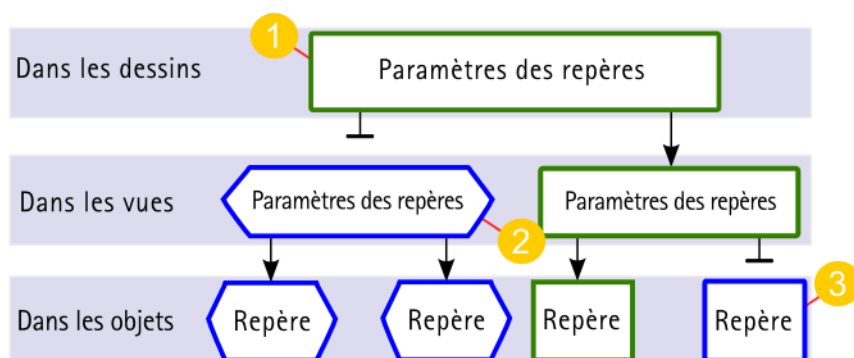 1
Dans les dessins
Paramètres des repères
Dans les vues
Paramètres des repères
Paramètres des repères
2
Dans les objets
Repère
Repère
Repère
Repère
3